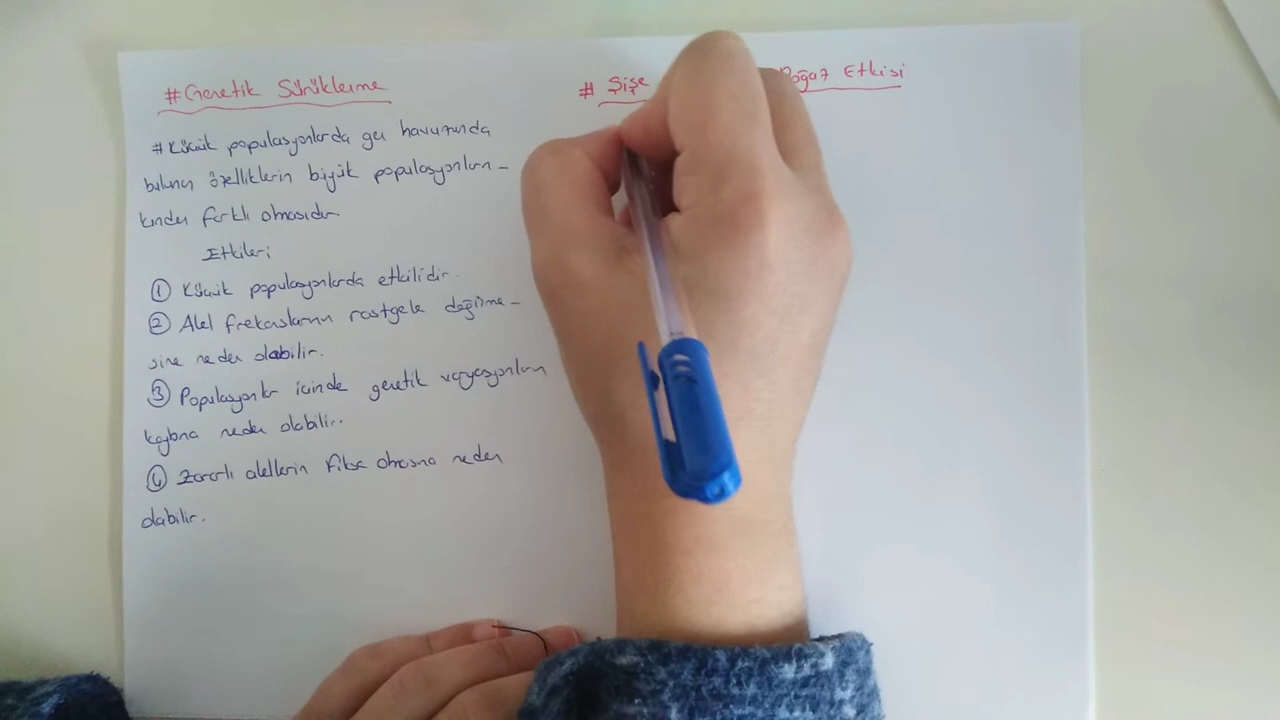 #Genetik Sürüklenme
#Küçük populasyonlarda gen havuzunda
bulunan özelliklerin büyük populasyonların-
kinden farklı olmasıdır
Etkileri
① Küçük populasyonlarda etkilidir.
② Alel frekanslarının rastgele değişme-
sine neden olabilir.
③ Populasyonlar içinde genetik varyasyonların
kaybına neden olabilir.
④ Zararlı alellerin fikse olmasına neden
olabilir.
# Şişe Boğaz Etkisi